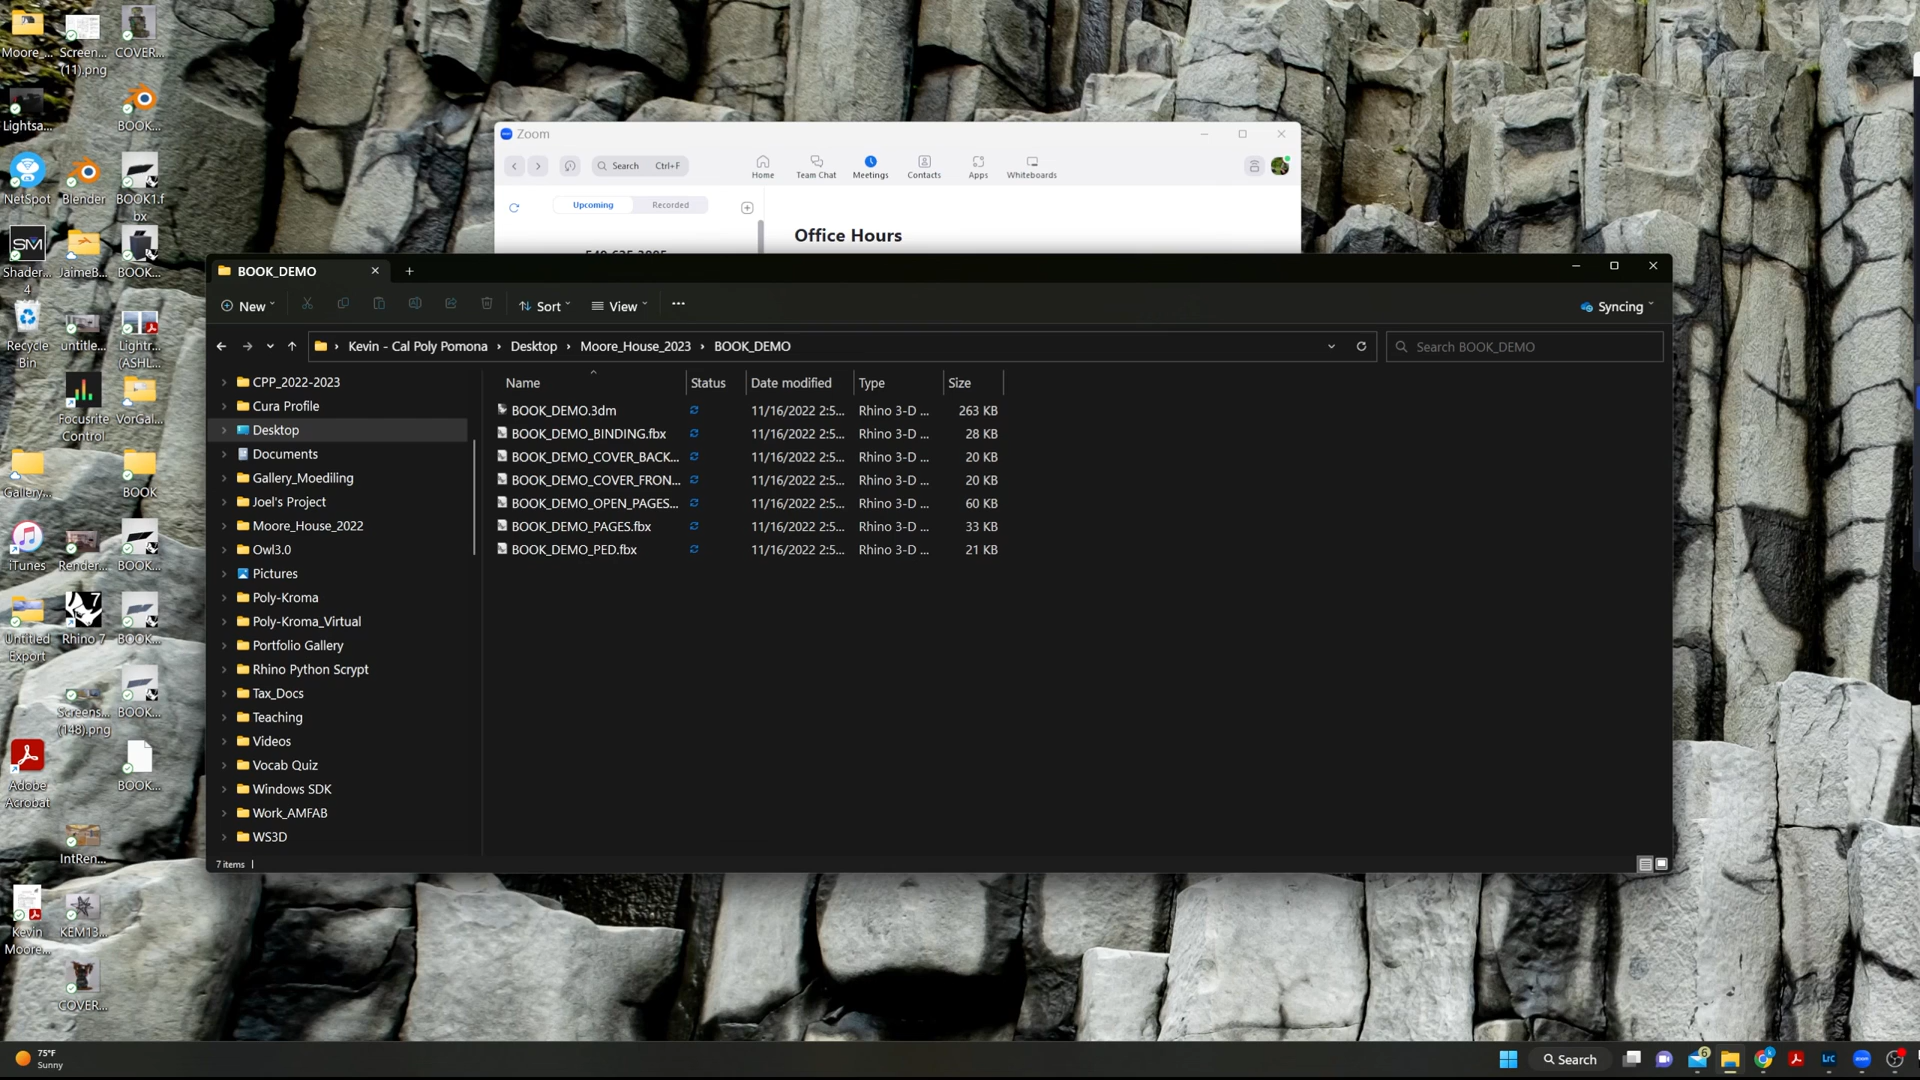 Moore_...
Screen...
(11).png
COVER...
Lightsa...
BOOK...
NetSpot
Blender
BOOK1.f
bx
SM
Shader...
4
JaimeB...
BOOK...
Recycle
Bin
untitle...
Lightr...
(ASHL...
Focusrite
Control
VorGal...
Gallery...
BOOK
iTunes
Render...
BOOK...
Untitled
Export
7
Rhino 7
BOOK...
Screens...
(148).png
BOOK...
Adobe
Acrobat
BOOK...
IntRen...
Kevin
Moore...
KEM13...
COVER...
Zoom
Search Ctrl+F
Home
Team Chat
Meetings
Contacts
Apps
Whiteboards
Upcoming
Recorded
Office Hours
BOOK_DEMO
New
Sort
View
Syncing
Kevin - Cal Poly Pomona > Desktop > Moore_House_2023 > BOOK_DEMO
Search BOOK_DEMO
CPP_2022-2023
Cura Profile
Desktop
Documents
Gallery_Moediling
Joel's Project
Moore_House_2022
Owl3.0
Pictures
Poly-Kroma
Poly-Kroma_Virtual
Portfolio Gallery
Rhino Python Scrypt
Tax_Docs
Teaching
Videos
Vocab Quiz
Windows SDK
Work_AMFAB
WS3D
Name Status Date modified Type Size
BOOK_DEMO.3dm 11/16/2022 2:5... Rhino 3-D ... 263 KB
BOOK_DEMO_BINDING.fbx 11/16/2022 2:5... Rhino 3-D ... 28 KB
BOOK_DEMO_COVER_BACK... 11/16/2022 2:5... Rhino 3-D ... 20 KB
BOOK_DEMO_COVER_FRON... 11/16/2022 2:5... Rhino 3-D ... 20 KB
BOOK_DEMO_OPEN_PAGES... 11/16/2022 2:5... Rhino 3-D ... 60 KB
BOOK_DEMO_PAGES.fbx 11/16/2022 2:5... Rhino 3-D ... 33 KB
BOOK_DEMO_PED.fbx 11/16/2022 2:5... Rhino 3-D ... 21 KB
7 items
75°F
Sunny
Search
6
Lrc
zoom